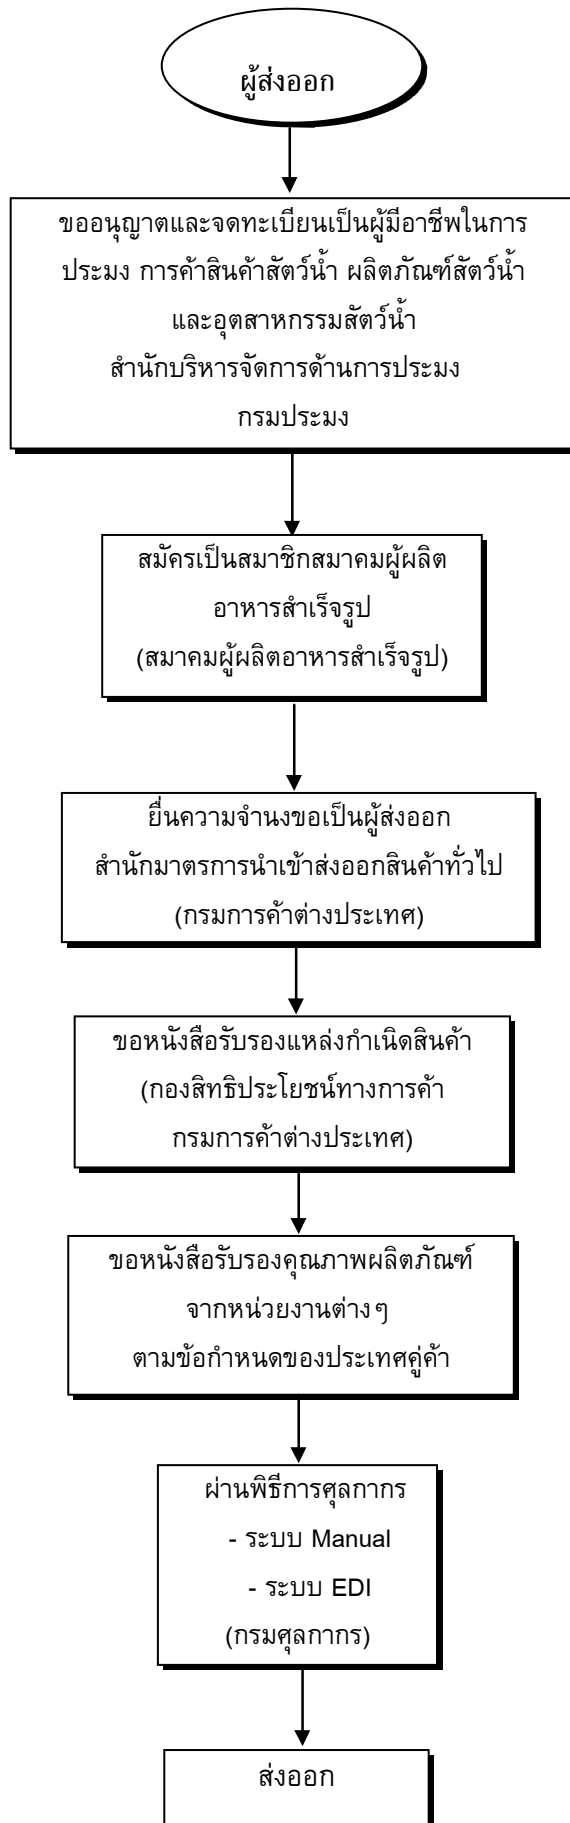 ผู้ส่งออก
ขออนุญาตและจดทะเบียนเป็นผู้มีอาชีพในการ
ประมง การค้าสินค้าสัตว์น้ำ ผลิตภัณฑ์สัตว์น้ำ
และอุตสาหกรรมสัตว์น้ำ
สำนักบริหารจัดการด้านการประมง
กรมประมง
สมัครเป็นสมาชิกสมาคมผู้ผลิต
อาหารสำเร็จรูป
(สมาคมผู้ผลิตอาหารสำเร็จรูป)
ยื่นความจำนงขอเป็นผู้ส่งออก
สำนักมาตรการนำเข้าส่งออกสินค้าทั่วไป
(กรมการค้าต่างประเทศ)
ขอหนังสือรับรองแหล่งกำเนิดสินค้า
(กองสิทธิประโยชน์ทางการค้า
กรมการค้าต่างประเทศ)
ขอหนังสือรับรองคุณภาพผลิตภัณฑ์
จากหน่วยงานต่างๆ
ตามข้อกำหนดของประเทศคู่ค้า
ผ่านพิธีการศุลกากร
- ระบบ Manual
- ระบบ EDI
(กรมศุลกากร)
ส่งออก